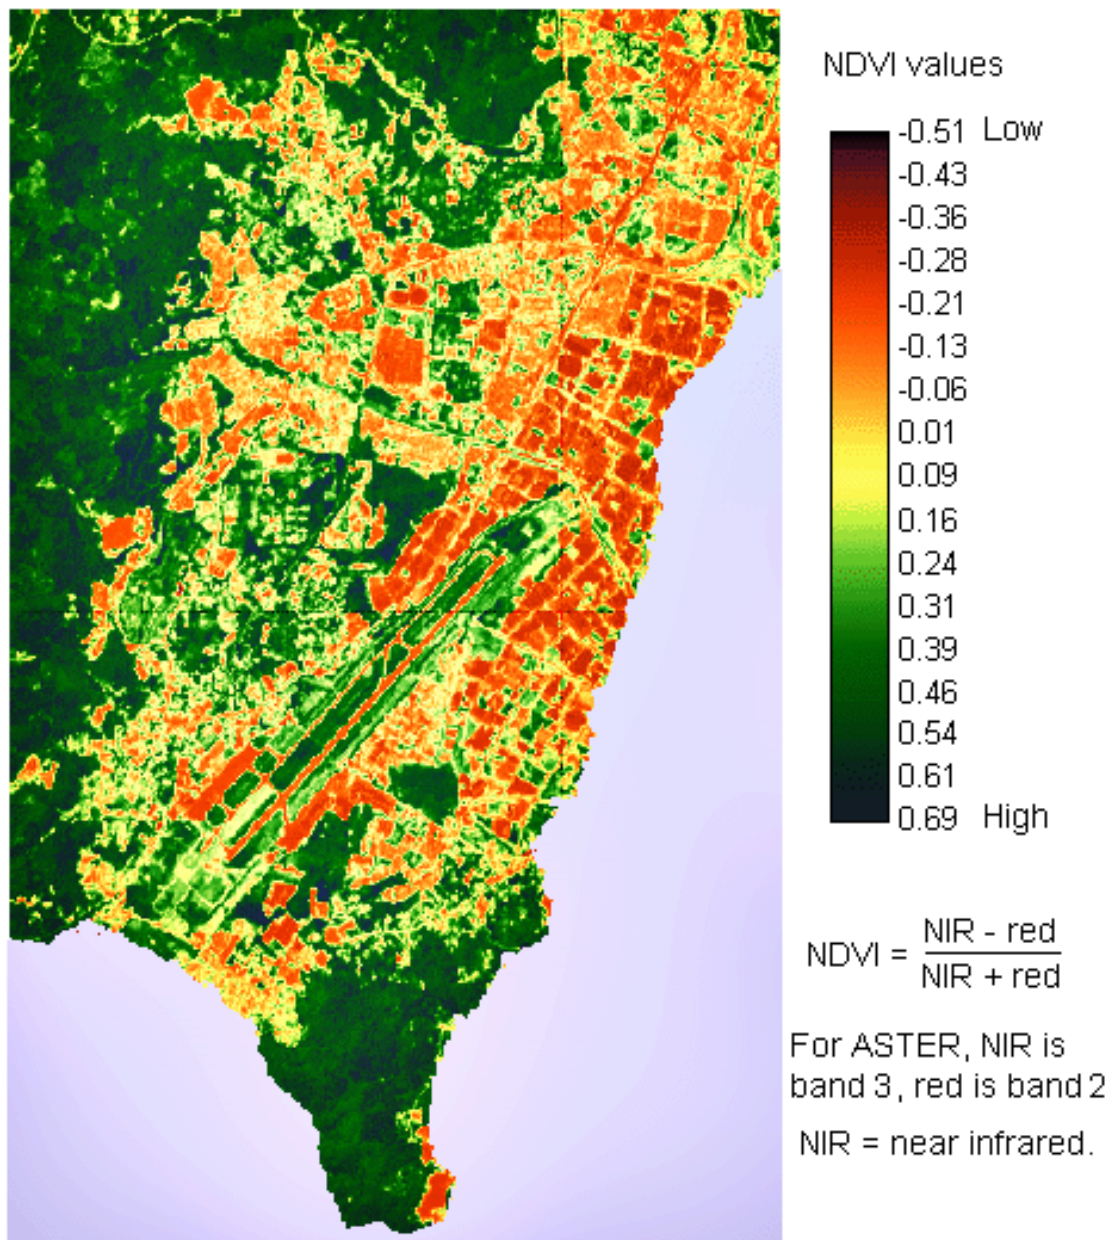 NDVI values
-0.51 Low
-0.43
-0.36
-0.28
-0.21
-0.13
-0.06
0.01
0.09
0.16
0.24
0.31
0.39
0.46
0.54
0.61
0.69 High
NDVI = NIR - red
NIR + red
For ASTER, NIR is
band 3, red is band 2
NIR = near infrared.